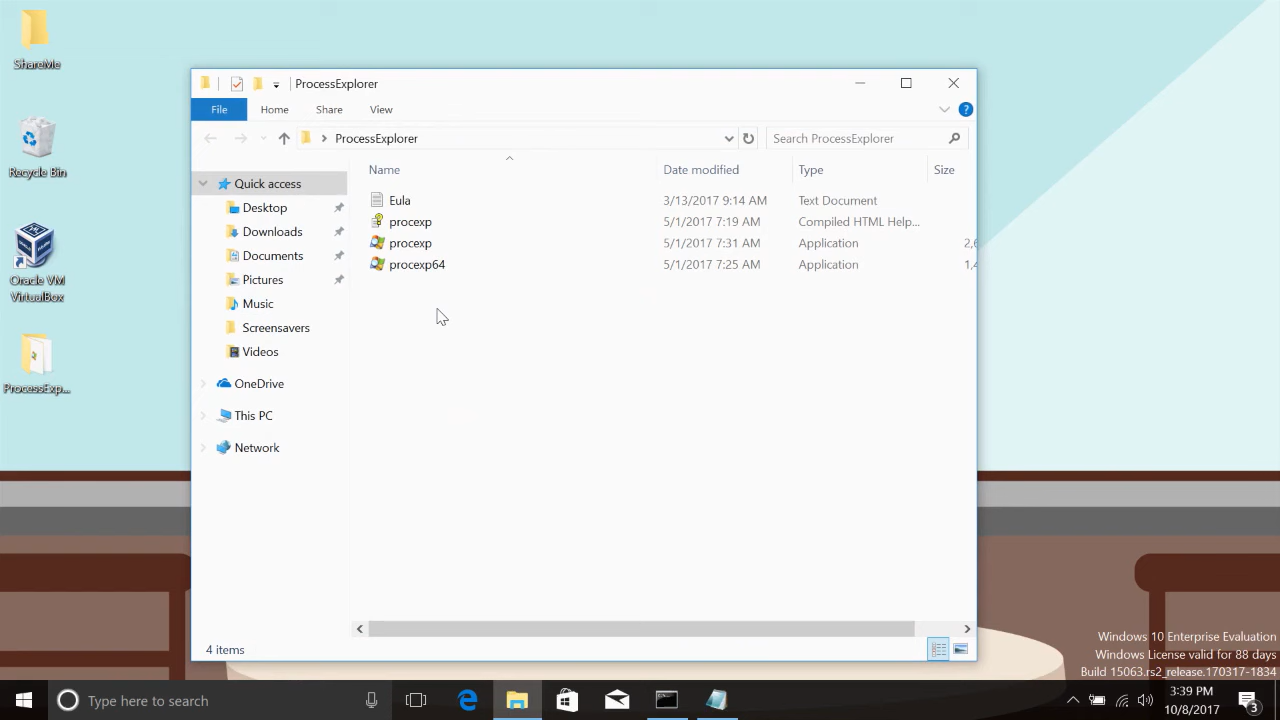 ShareMe
Recycle Bin
Oracle VM
VirtualBox
ProcessExp...
ProcessExplorer
File Home Share View
ProcessExplorer
Search ProcessExplorer
Quick access
Desktop
Downloads
Documents
Pictures
Music
Screensavers
Videos
OneDrive
This PC
Network
Name Date modified Type Size
Eula 3/13/2017 9:14 AM Text Document
procexp 5/1/2017 7:19 AM Compiled HTML Help...
procexp 5/1/2017 7:31 AM Application 2,6
procexp64 5/1/2017 7:25 AM Application 1,4
4 items
Windows 10 Enterprise Evaluation
Windows License valid for 88 days
Build 15063.rs2_release.170317-1834
Type here to search
3:39 PM
10/8/2017
3